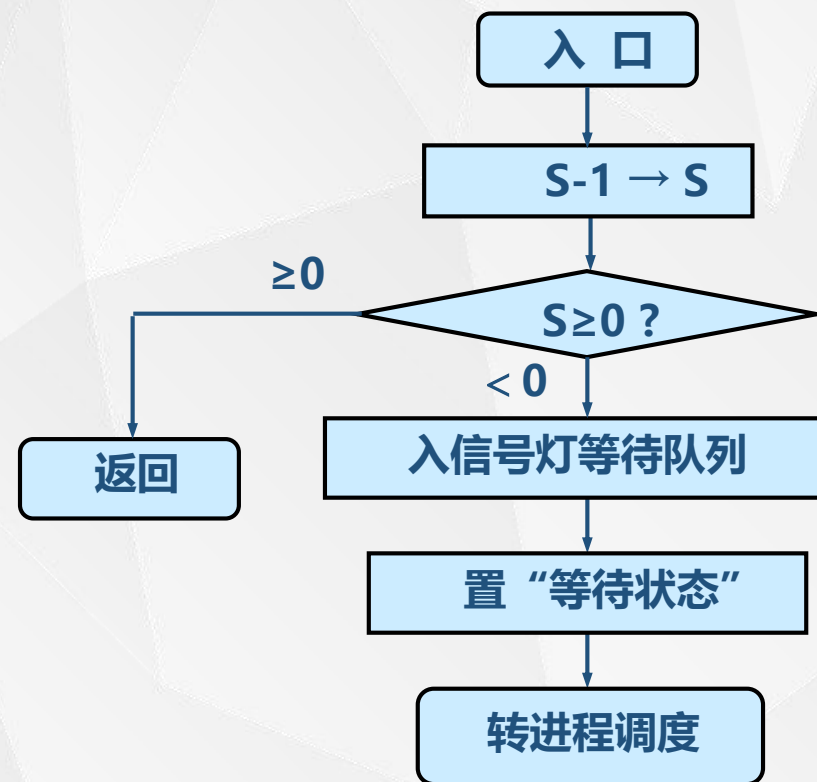 入 口
S-1 → S
≥0
S≥0 ?
< 0
入信号灯等待队列
返回
置“等待状态”
转进程调度